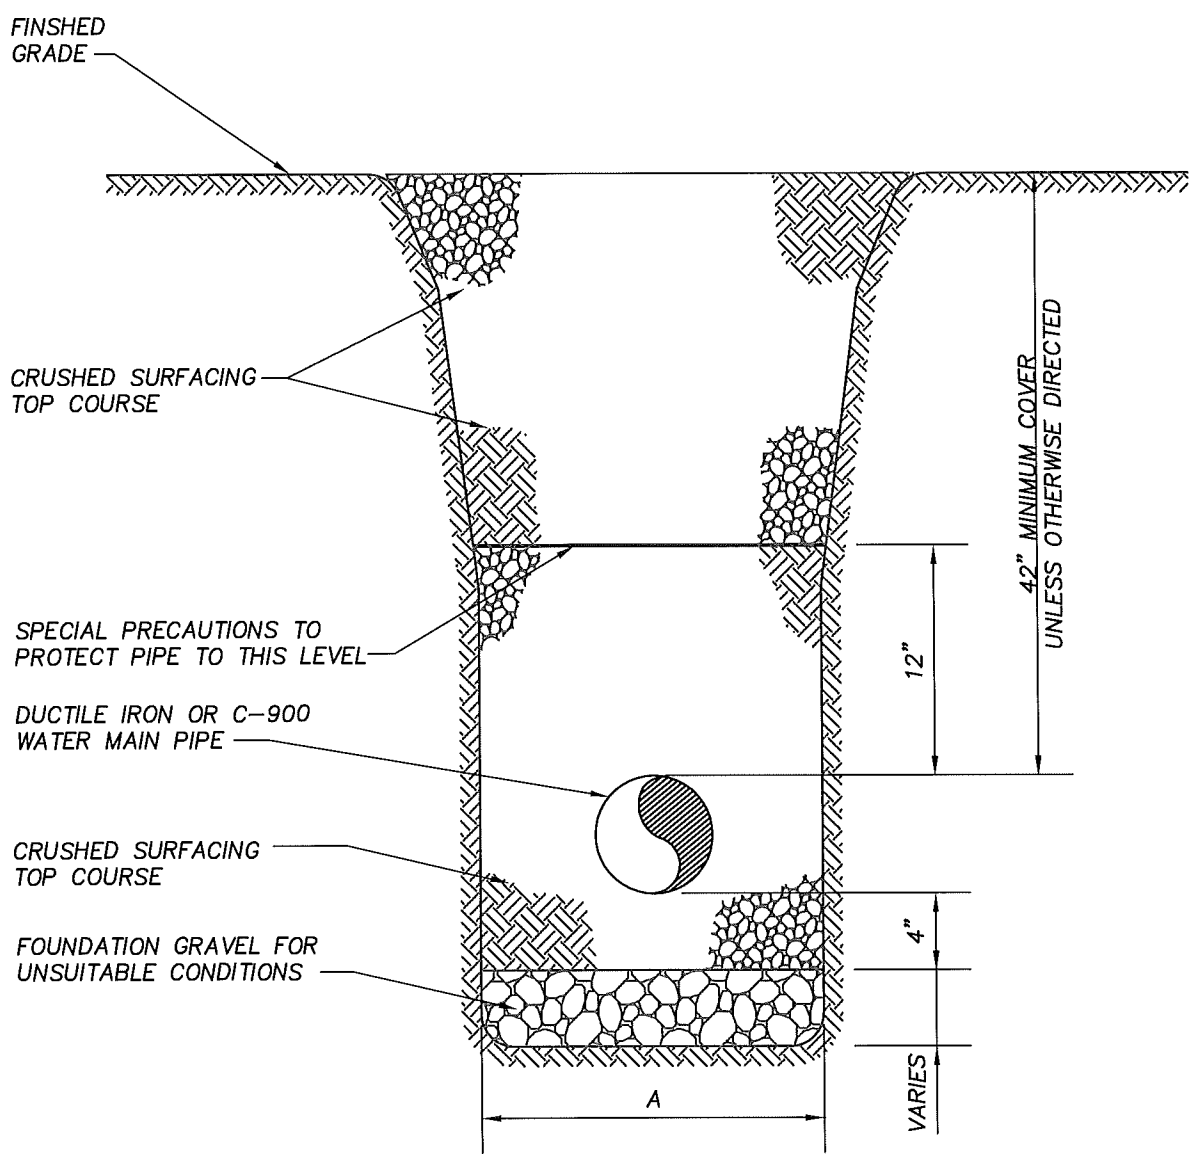 FINSHED
GRADE
CRUSHED SURFACING
TOP COURSE
42" MINIMUM COVER
UNLESS OTHERWISE DIRECTED
SPECIAL PRECAUTIONS TO
PROTECT PIPE TO THIS LEVEL
12"
DUCTILE IRON OR C-900
WATER MAIN PIPE
CRUSHED SURFACING
TOP COURSE
4"
FOUNDATION GRAVEL FOR
UNSUITABLE CONDITIONS
VARIES
A